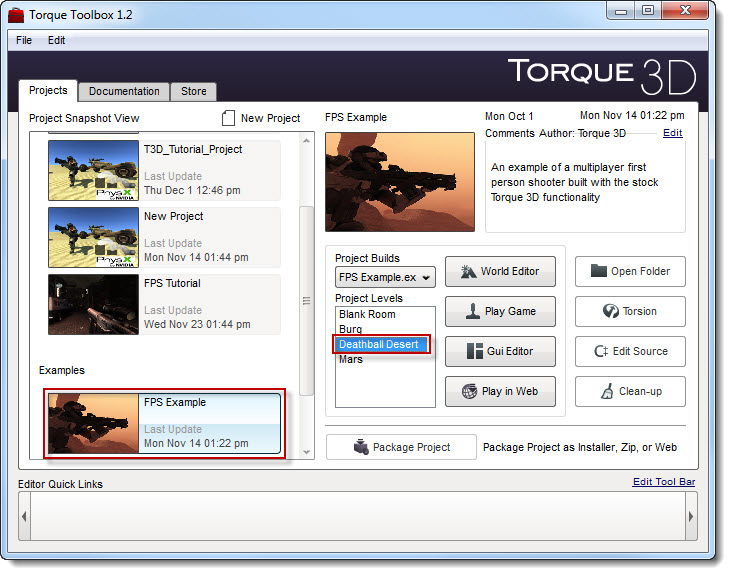 Torque Toolbox 1.2
File Edit
TORQUE 3D
Projects Documentation Store
Project Snapshot View
New Project
T3D_Tutorial_Project
Last Update
Thu Dec 1 12:46 pm
New Project
Last Update
Mon Nov 14 01:44 pm
FPS Tutorial
Last Update
Wed Nov 23 01:44 pm
Examples
FPS Example
Last Update
Mon Nov 14 01:22 pm
PhysX
NVIDIA
PhysX
NVIDIA
FPS Example
Mon Oct 1
Mon Nov 14 01:22 pm
Comments Author: Torque 3D
Edit
An example of a multiplayer first
person shooter built with the stock
Torque 3D functionality
Project Builds
FPS Example.ex
Project Levels
Blank Room
Burg
Deathball Desert
Mars
World Editor
Play Game
Gui Editor
Play in Web
Open Folder
Torsion
Edit Source
Clean-up
Package Project
Package Project as Installer, Zip, or Web
Editor Quick Links
Edit Tool Bar